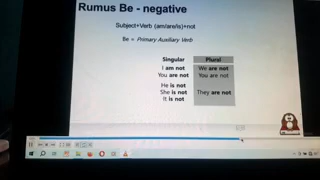 Rumus Be - negative
Subject+Verb (am/are/is)+not
Be = Primary Auxiliary Verb
Singular Plural
I am not We are not
You are not You are not
He is not
She is not They are not
It is not